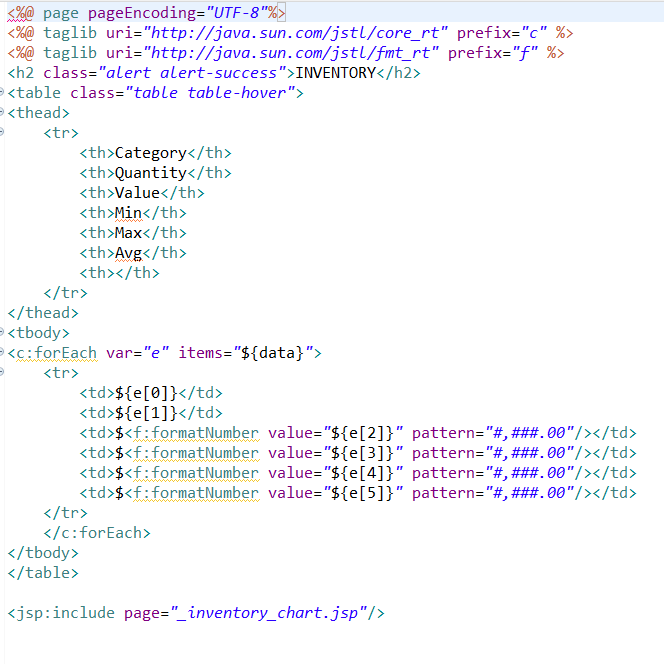 <%@ page pageEncoding="UTF-8"%>
<%@ taglib uri="http://java.sun.com/jstl/core_rt" prefix="c" %>
<%@ taglib uri="http://java.sun.com/jstl/fmt_rt" prefix="f" %>
<h2 class="alert alert-success">INVENTORY</h2>
<table class="table table-hover">
<thead>
    <tr>
        <th>Category</th>
        <th>Quantity</th>
        <th>Value</th>
        <th>Min</th>
        <th>Max</th>
        <th>Avg</th>
        <th></th>
    </tr>
</thead>
<tbody>
<c:forEach var="e" items="${data}">
    <tr>
        <td>${e[0]}</td>
        <td>${e[1]}</td>
        <td>$<f:formatNumber value="${e[2]}" pattern="#,###.00"/></td>
        <td>$<f:formatNumber value="${e[3]}" pattern="#,###.00"/></td>
        <td>$<f:formatNumber value="${e[4]}" pattern="#,###.00"/></td>
        <td>$<f:formatNumber value="${e[5]}" pattern="#,###.00"/></td>
    </tr>
    </c:forEach>
</tbody>
</table>
<jsp:include page="_inventory_chart.jsp"/>